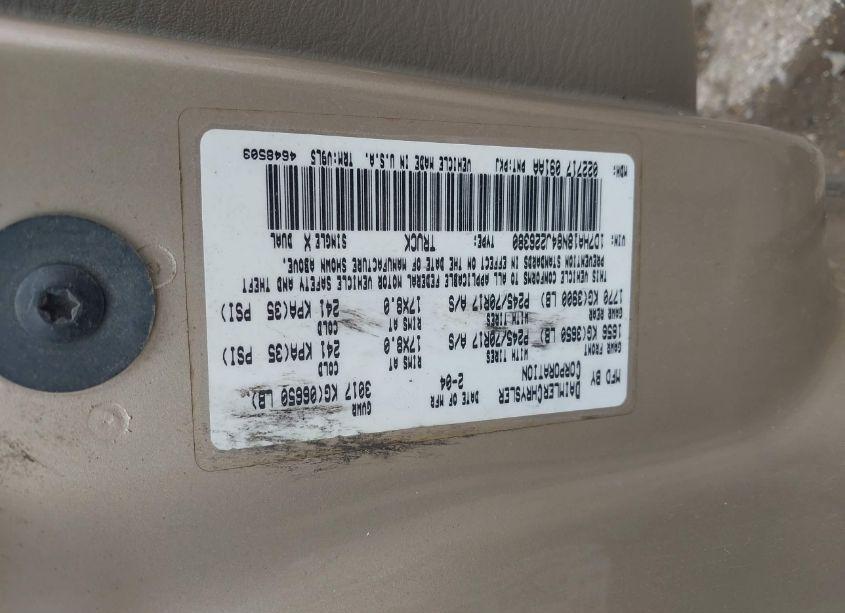 MFD BY DAIMLERCHRYSLER CORPORATION
DATE OF MFR 2-04
GVWR 3017 KG(06650 LB)
GAWR FRONT WITH TIRES RIMS AT COLD
1656 KG(3650 LB) P245/70R17 A/S 17X8.0 241 KPA(35 PSI)
GAWR REAR WITH TIRES RIMS AT COLD
1770 KG(3900 LB) P245/70R17 A/S 17X8.0 241 KPA(35 PSI)
THIS VEHICLE CONFORMS TO ALL APPLICABLE FEDERAL MOTOR VEHICLE SAFETY AND THEFT
PREVENTION STANDARDS IN EFFECT ON THE DATE OF MANUFACTURE SHOWN ABOVE.
VIN: 1D7HA18N84J226380 TYPE: TRUCK SINGLE X DUAL
MDH: 022717 091AA PNT:PKJ VEHICLE MADE IN U.S.A. TRM:V9L5 4648509